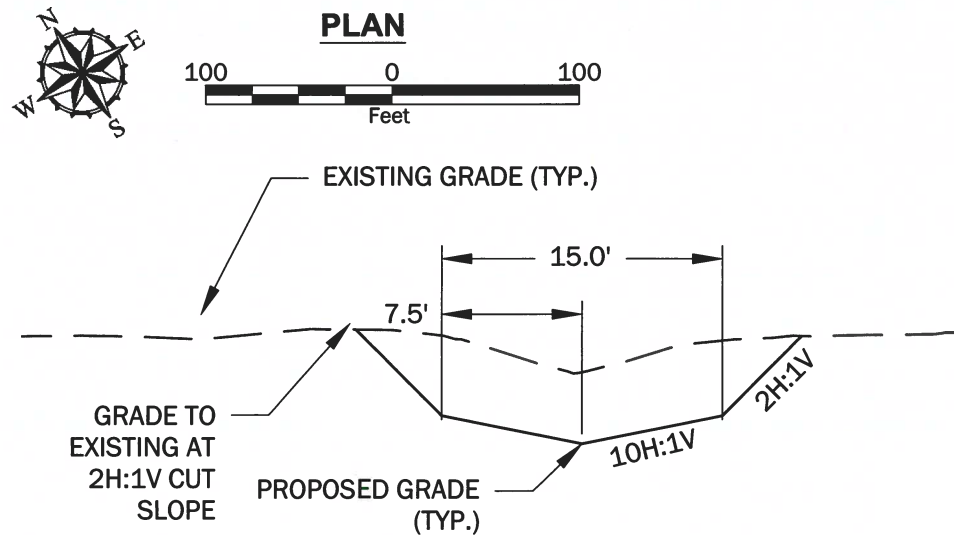 PLAN
N
E
W
S
100 0 100
Feet
EXISTING GRADE (TYP.)
15.0'
7.5'
2H:1V
10H:1V
GRADE TO
EXISTING AT
2H:1V CUT
SLOPE
PROPOSED GRADE
(TYP.)